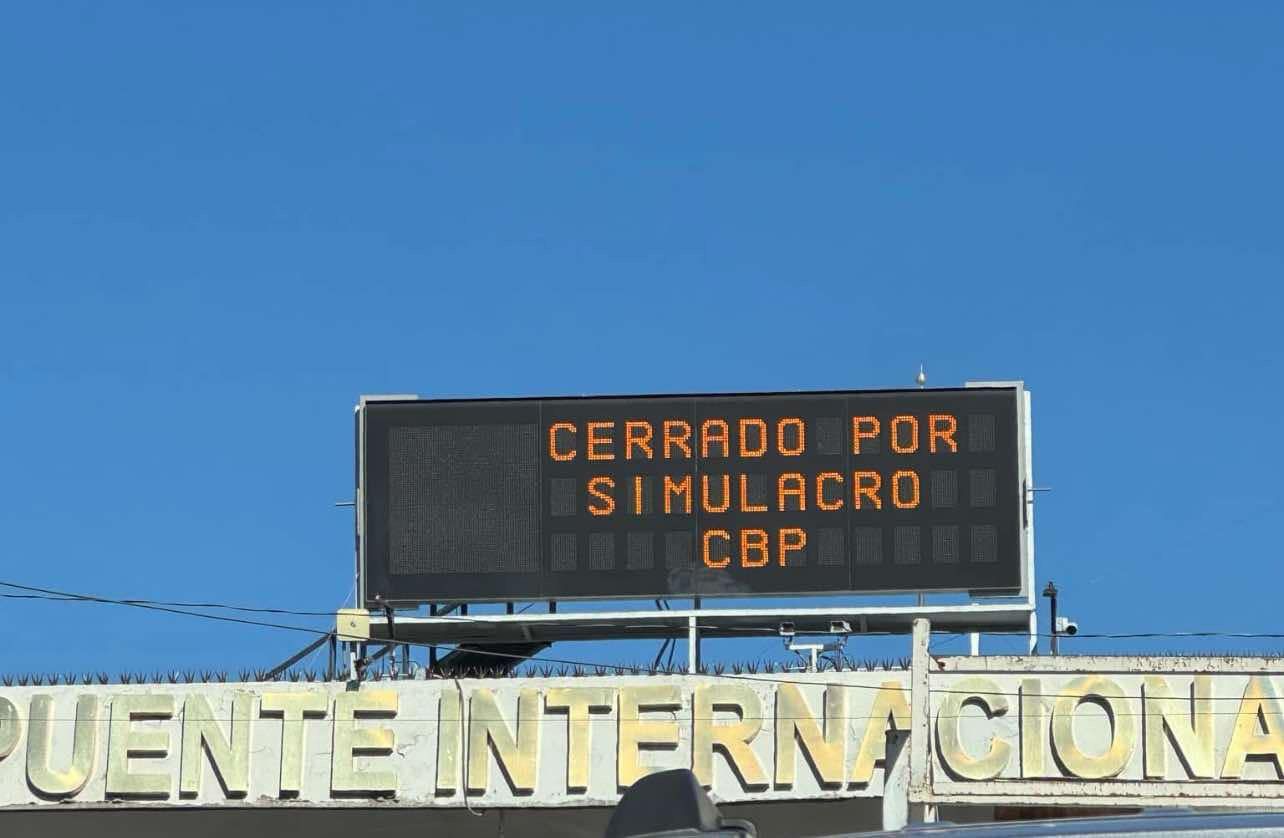 CERRADO POR
SIMULACRO
CBP
PUENTE INTERNACIONA